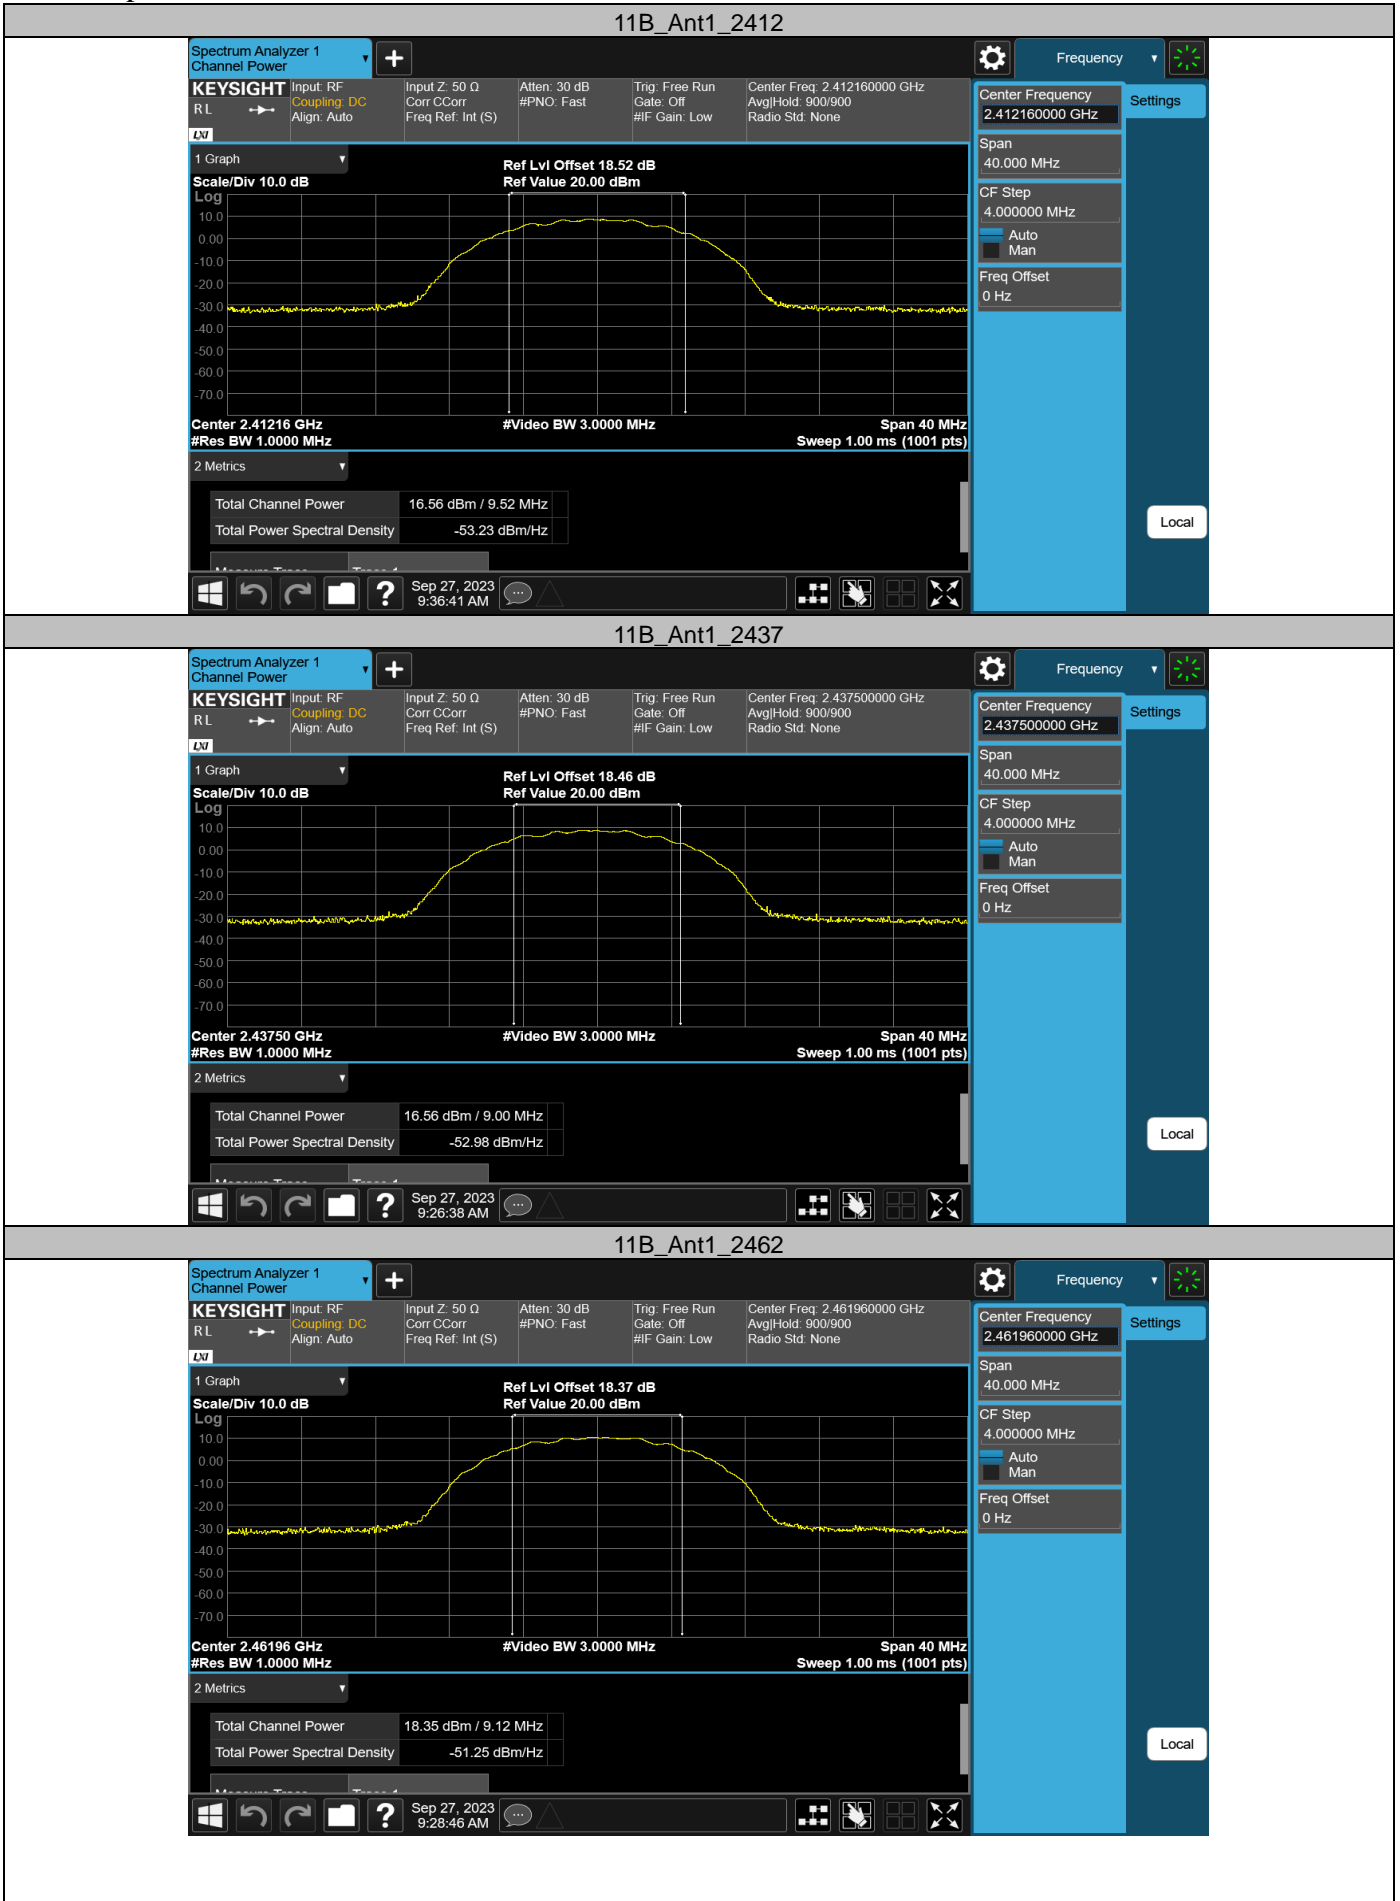 11B_Ant1_2412
Spectrum Analyzer 1
Channel Power
Frequency
KEYSIGHT
R L
LXI
Input: RF
Coupling: DC
Align: Auto
Input Z: 50 Ω
Corr CCorr
Freq Ref: Int (S)
Atten: 30 dB
#PNO: Fast
Trig: Free Run
Gate: Off
#IF Gain: Low
Center Freq: 2.412160000 GHz
Avg|Hold: 900/900
Radio Std: None
Center Frequency
2.412160000 GHz
Settings
Span
40.000 MHz
CF Step
4.000000 MHz
Auto
Man
Freq Offset
0 Hz
Local
1 Graph
Scale/Div 10.0 dB
Ref Lvl Offset 18.52 dB
Ref Value 20.00 dBm
Log
10.0
0.00
-10.0
-20.0
-30.0
-40.0
-50.0
-60.0
-70.0
Center 2.41216 GHz
#Video BW 3.0000 MHz
Span 40 MHz
#Res BW 1.0000 MHz
Sweep 1.00 ms (1001 pts)
2 Metrics
Total Channel Power 16.56 dBm / 9.52 MHz
Total Power Spectral Density -53.23 dBm/Hz
?
Sep 27, 2023
9:36:41 AM
11B_Ant1_2437
Spectrum Analyzer 1
Channel Power
Frequency
KEYSIGHT
R L
LXI
Input: RF
Coupling: DC
Align: Auto
Input Z: 50 Ω
Corr CCorr
Freq Ref: Int (S)
Atten: 30 dB
#PNO: Fast
Trig: Free Run
Gate: Off
#IF Gain: Low
Center Freq: 2.437500000 GHz
Avg|Hold: 900/900
Radio Std: None
Center Frequency
2.437500000 GHz
Settings
Span
40.000 MHz
CF Step
4.000000 MHz
Auto
Man
Freq Offset
0 Hz
Local
1 Graph
Scale/Div 10.0 dB
Ref Lvl Offset 18.46 dB
Ref Value 20.00 dBm
Log
10.0
0.00
-10.0
-20.0
-30.0
-40.0
-50.0
-60.0
-70.0
Center 2.43750 GHz
#Video BW 3.0000 MHz
Span 40 MHz
#Res BW 1.0000 MHz
Sweep 1.00 ms (1001 pts)
2 Metrics
Total Channel Power 16.56 dBm / 9.00 MHz
Total Power Spectral Density -52.98 dBm/Hz
?
Sep 27, 2023
9:26:38 AM
11B_Ant1_2462
Spectrum Analyzer 1
Channel Power
Frequency
KEYSIGHT
R L
LXI
Input: RF
Coupling: DC
Align: Auto
Input Z: 50 Ω
Corr CCorr
Freq Ref: Int (S)
Atten: 30 dB
#PNO: Fast
Trig: Free Run
Gate: Off
#IF Gain: Low
Center Freq: 2.461960000 GHz
Avg|Hold: 900/900
Radio Std: None
Center Frequency
2.461960000 GHz
Settings
Span
40.000 MHz
CF Step
4.000000 MHz
Auto
Man
Freq Offset
0 Hz
Local
1 Graph
Scale/Div 10.0 dB
Ref Lvl Offset 18.37 dB
Ref Value 20.00 dBm
Log
10.0
0.00
-10.0
-20.0
-30.0
-40.0
-50.0
-60.0
-70.0
Center 2.46196 GHz
#Video BW 3.0000 MHz
Span 40 MHz
#Res BW 1.0000 MHz
Sweep 1.00 ms (1001 pts)
2 Metrics
Total Channel Power 18.35 dBm / 9.12 MHz
Total Power Spectral Density -51.25 dBm/Hz
?
Sep 27, 2023
9:28:46 AM